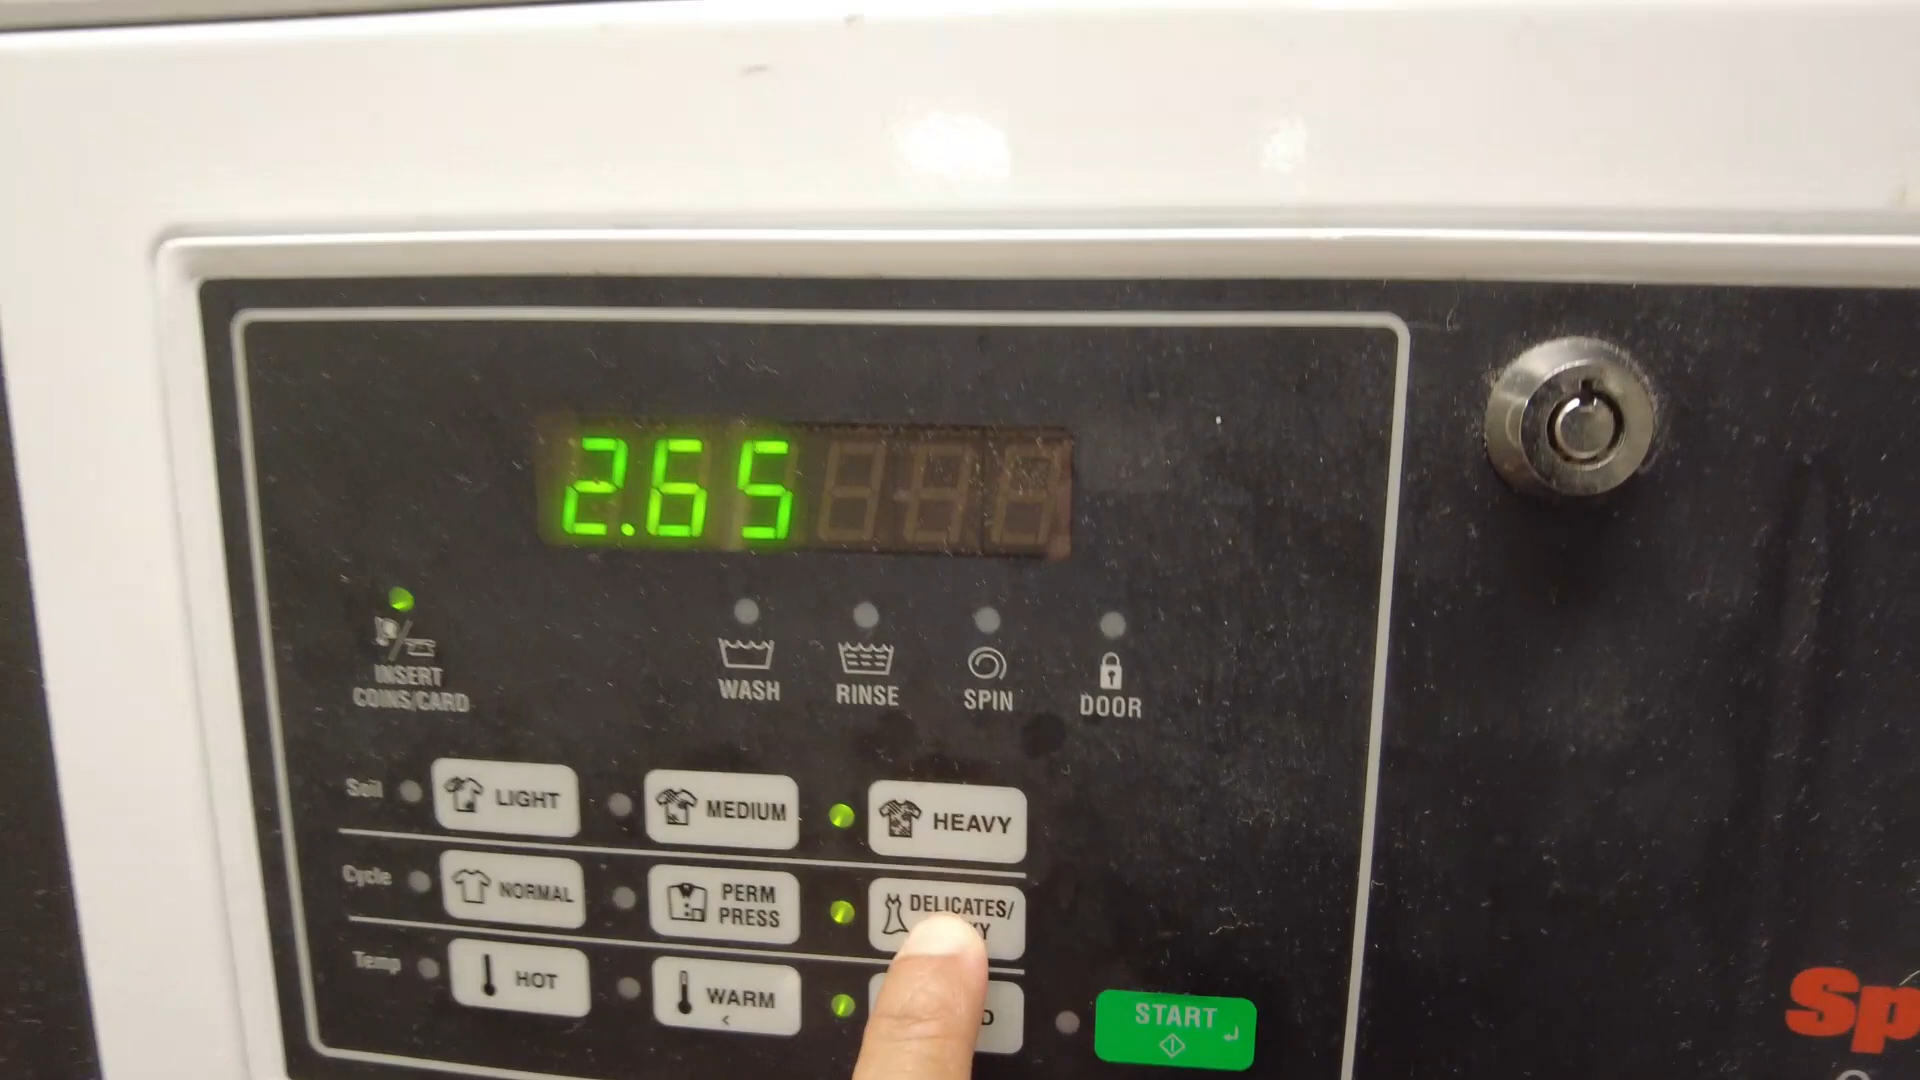 2.65
INSERT
COINS/CARD
WASH
RINSE
SPIN
DOOR
Soil
LIGHT
MEDIUM
HEAVY
Cycle
NORMAL
PERM
PRESS
DELICATES/
Temp
HOT
WARM
<
START
Sp